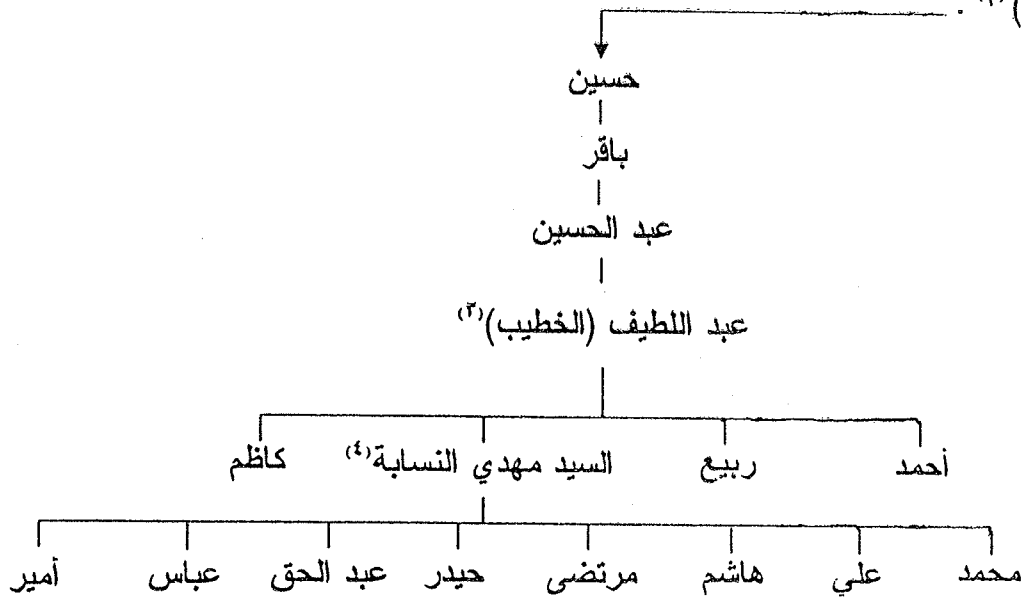 حسين
باقر
عبد الحسين
عبد اللطيف (الخطيب)(٣)
أحمد ربيع السيد مهدي النسابة(٤) كاظم
محمد علي هاشم مرتضى حيدر عبد الحق عباس أمير